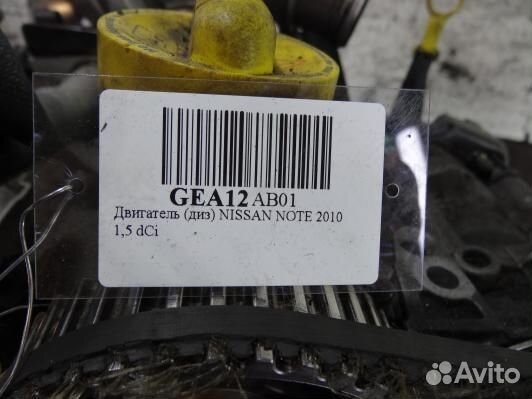 GEA12 AB01
Двигатель (диз) NISSAN NOTE 2010
1,5 dCi
Avito